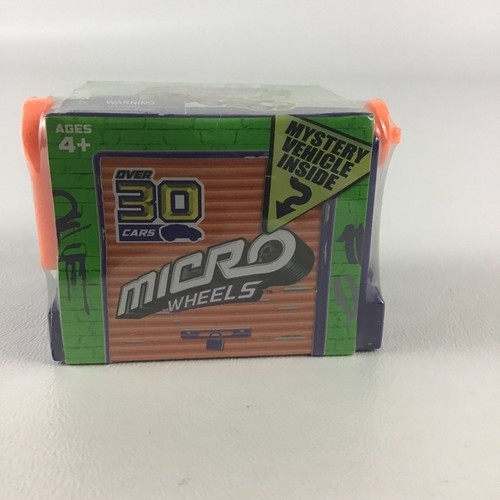 WARNING
AGES
4+
MYSTERY
VEHICLE
INSIDE
OVER
30
CARS
MICRO
WHEELS